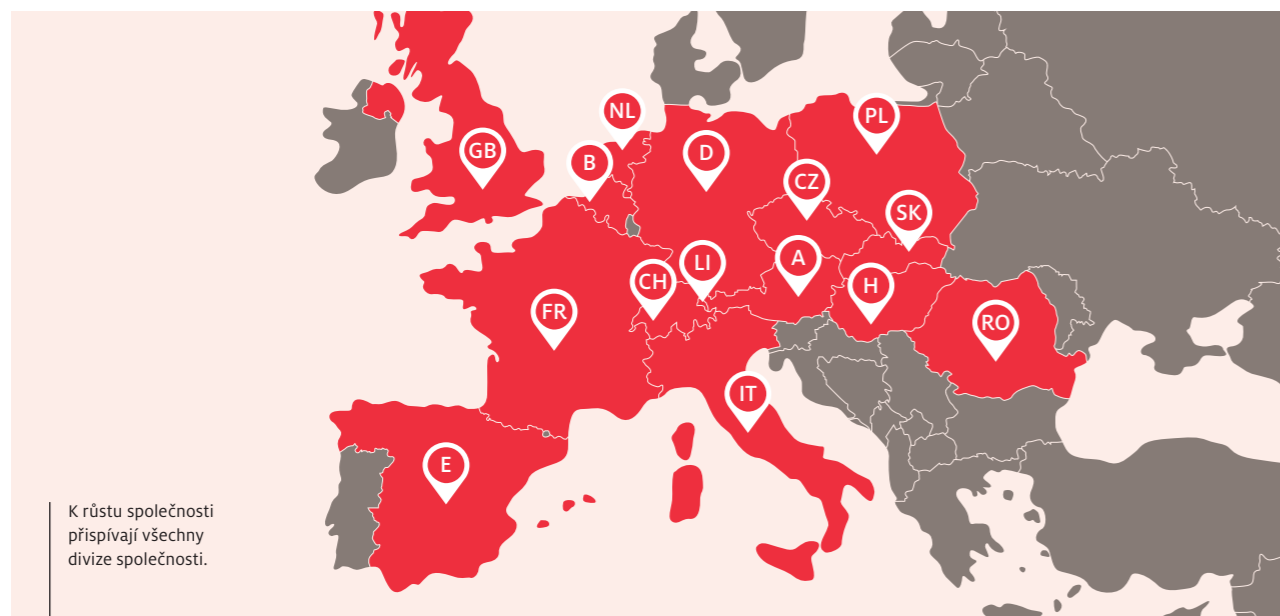 NL
PL
GB
B
D
CZ
SK
A
LI
CH
H
FR
RO
IT
E
K růstu společnosti
přispívají všechny
divize společnosti.